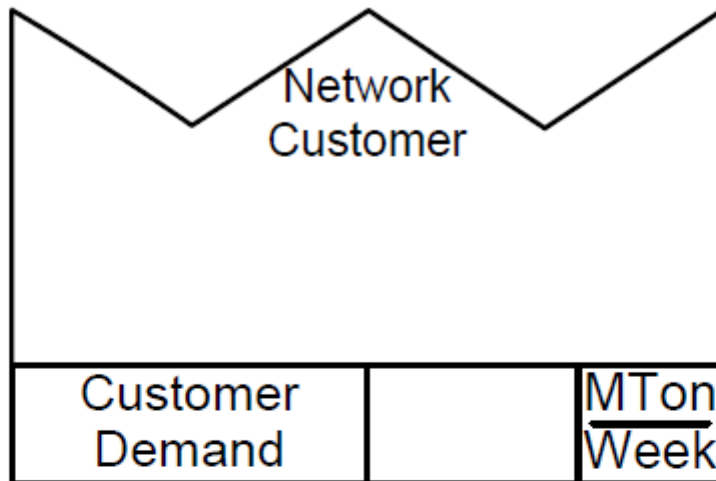 Network
Customer
Customer
Demand
MTon
Week